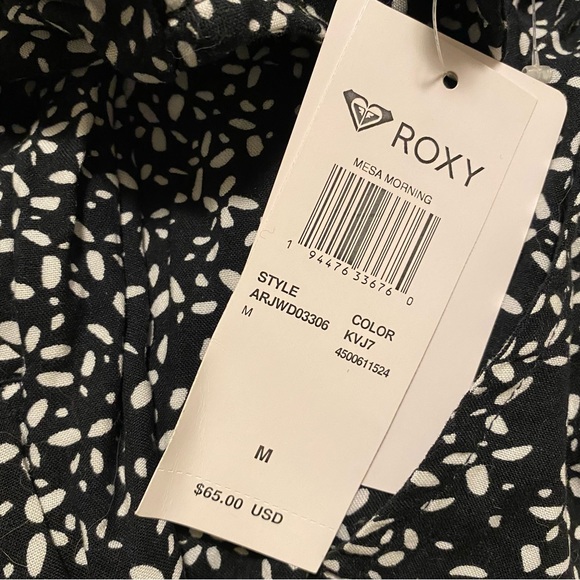 ROXY
MESA MORNING
1 94476 33676 0
STYLE
ARJWD03306
M
COLOR
KVJ7
4500611524
M
$65.00 USD